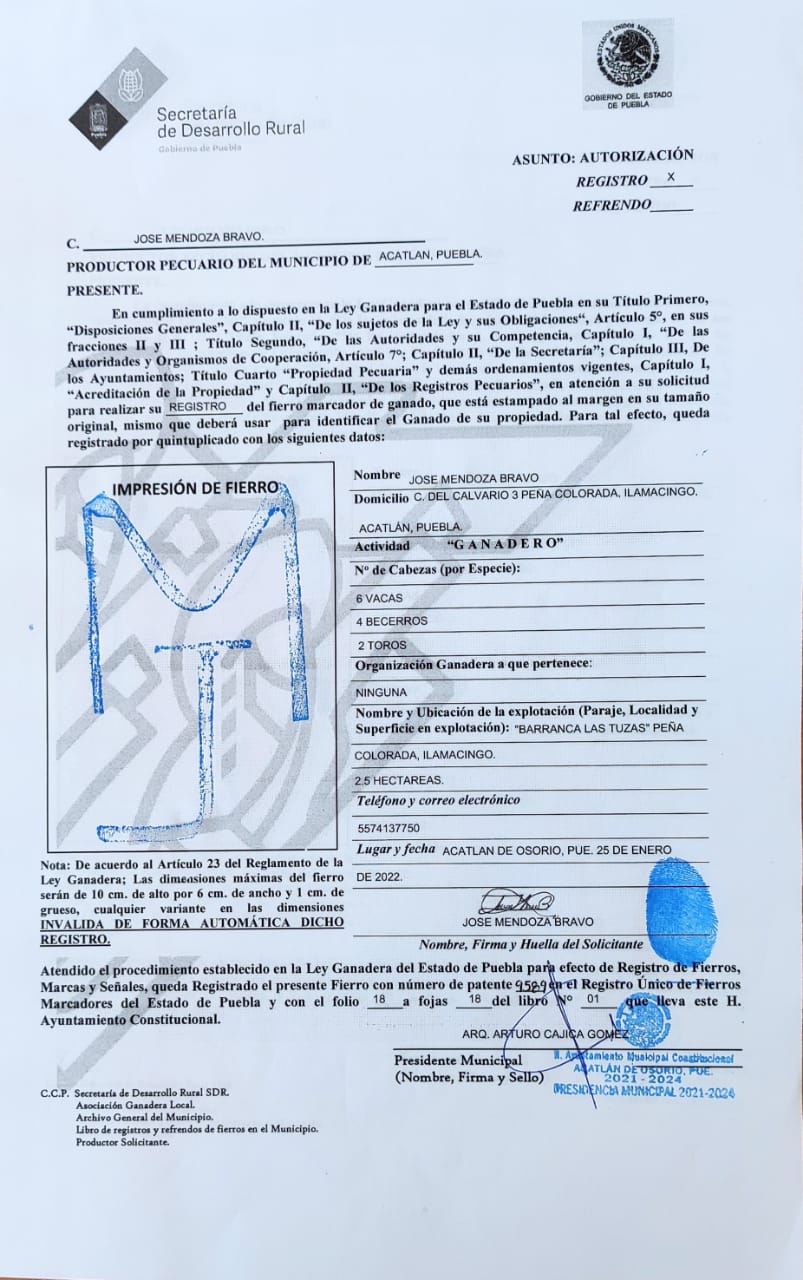 Secretaría
de Desarrollo Rural
Gobierno de Puebla
Puebla
ESTADOS UNIDOS MEXICANOS
GOBIERNO DEL ESTADO
DE PUEBLA
ASUNTO: AUTORIZACIÓN
REGISTRO X
REFRENDO
C. JOSE MENDOZA BRAVO.
PRODUCTOR PECUARIO DEL MUNICIPIO DE ACATLAN, PUEBLA.
PRESENTE.
En cumplimiento a lo dispuesto en la Ley Ganadera para el Estado de Puebla en su Título Primero,
“Disposiciones Generales”, Capítulo II, “De los sujetos de la Ley y sus Obligaciones“, Artículo 5°, en sus
fracciones II y III ; Título Segundo, “De las Autoridades y su Competencia, Capítulo I, “De las
Autoridades y Organismos de Cooperación, Artículo 7°; Capítulo II, “De la Secretaría”; Capítulo III, De
los Ayuntamientos; Título Cuarto “Propiedad Pecuaria” y demás ordenamientos vigentes, Capítulo I,
“Acreditación de la Propiedad” y Capítulo II, “De los Registros Pecuarios”, en atención a su solicitud
para realizar su REGISTRO del fierro marcador de ganado, que está estampado al margen en su tamaño
original, mismo que deberá usar para identificar el Ganado de su propiedad. Para tal efecto, queda
registrado por quintuplicado con los siguientes datos:
IMPRESIÓN DE FIERRO
Nombre JOSE MENDOZA BRAVO
Domicilio C. DEL CALVARIO 3 PEÑA COLORADA, ILAMACINGO.
ACATLÁN, PUEBLA.
Actividad “G A N A D E R O”
Nº de Cabezas (por Especie):
6 VACAS
4 BECERROS
2 TOROS
Organización Ganadera a que pertenece:
NINGUNA
Nombre y Ubicación de la explotación (Paraje, Localidad y
Superficie en explotación): "BARRANCA LAS TUZAS" PEÑA
COLORADA, ILAMACINGO.
2.5 HECTAREAS.
Teléfono y correo electrónico
5574137750
Lugar y fecha ACATLAN DE OSORIO, PUE. 25 DE ENERO
DE 2022.
JOSE MENDOZA BRAVO
Nombre, Firma y Huella del Solicitante
Nota: De acuerdo al Artículo 23 del Reglamento de la
Ley Ganadera; Las dimensiones máximas del fierro
serán de 10 cm. de alto por 6 cm. de ancho y 1 cm. de
grueso, cualquier variante en las dimensiones
INVALIDA DE FORMA AUTOMÁTICA DICHO
REGISTRO.
Atendido el procedimiento establecido en la Ley Ganadera del Estado de Puebla para efecto de Registro de Fierros,
Marcas y Señales, queda Registrado el presente Fierro con número de patente 9589 en el Registro Único de Fierros
Marcadores del Estado de Puebla y con el folio 18 a fojas 18 del libro Nº 01 que lleva este H.
Ayuntamiento Constitucional.
ARQ. ARTURO CAJICA GOMEZ
Presidente Municipal
(Nombre, Firma y Sello)
H. Ayuntamiento Municipal Constitucional
ACATLÁN DE OSORIO, PUE.
2021 - 2024
PRESIDENCIA MUNICIPAL 2021-2024
C.C.P. Secretaría de Desarrollo Rural SDR.
Asociación Ganadera Local.
Archivo General del Municipio.
Libro de registros y refrendos de fierros en el Municipio.
Productor Solicitante.